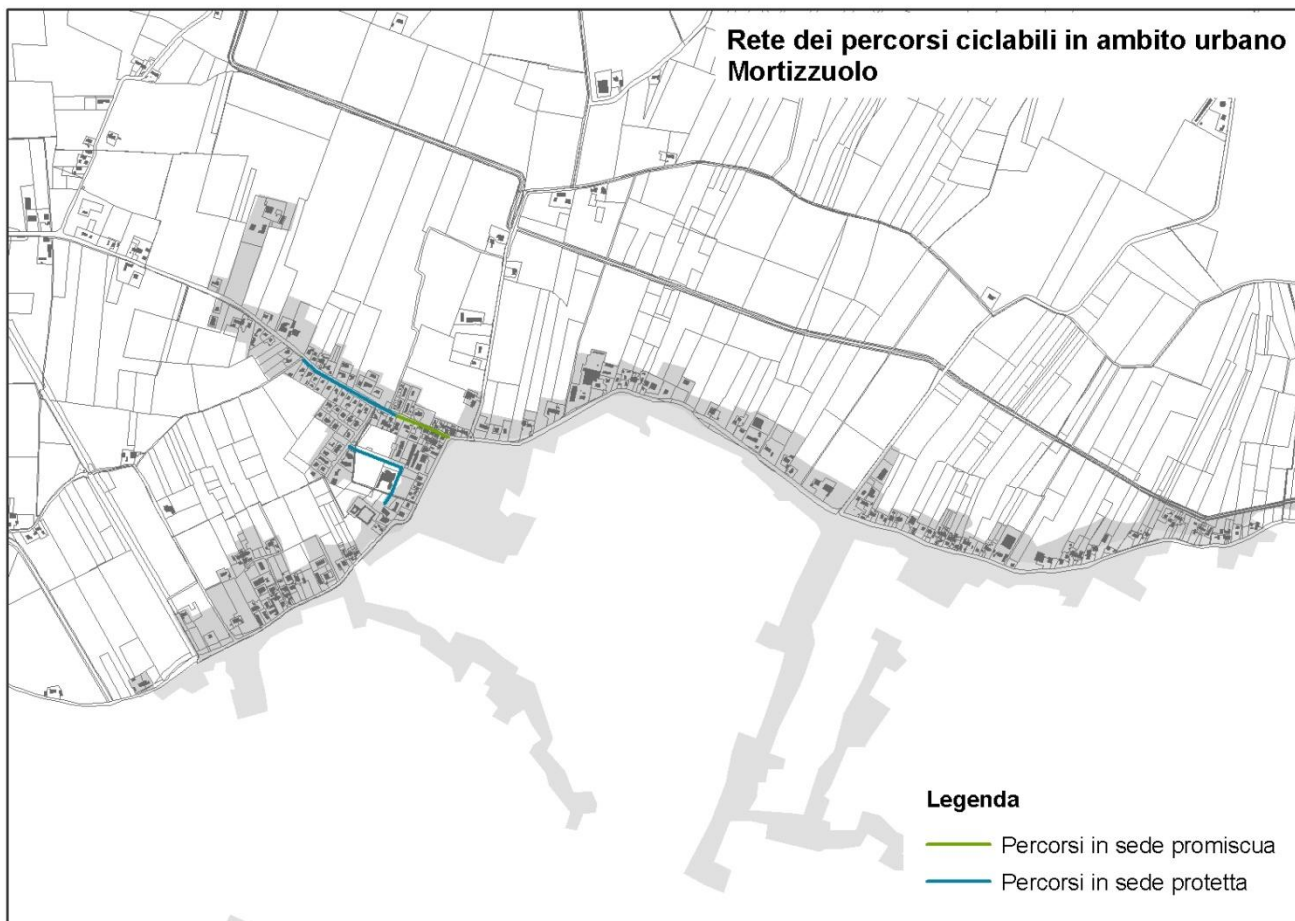 Rete dei percorsi ciclabili in ambito urbano
Mortizzuolo
Legenda
Percorsi in sede promiscua
Percorsi in sede protetta